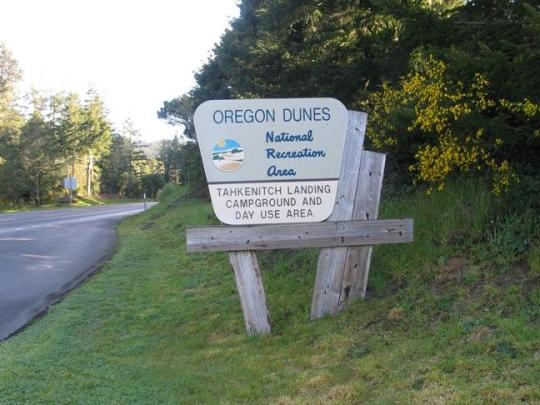 OREGON DUNES
National
Recreation
Area
TAHKENITCH LANDING
CAMPGROUND AND
DAY USE AREA